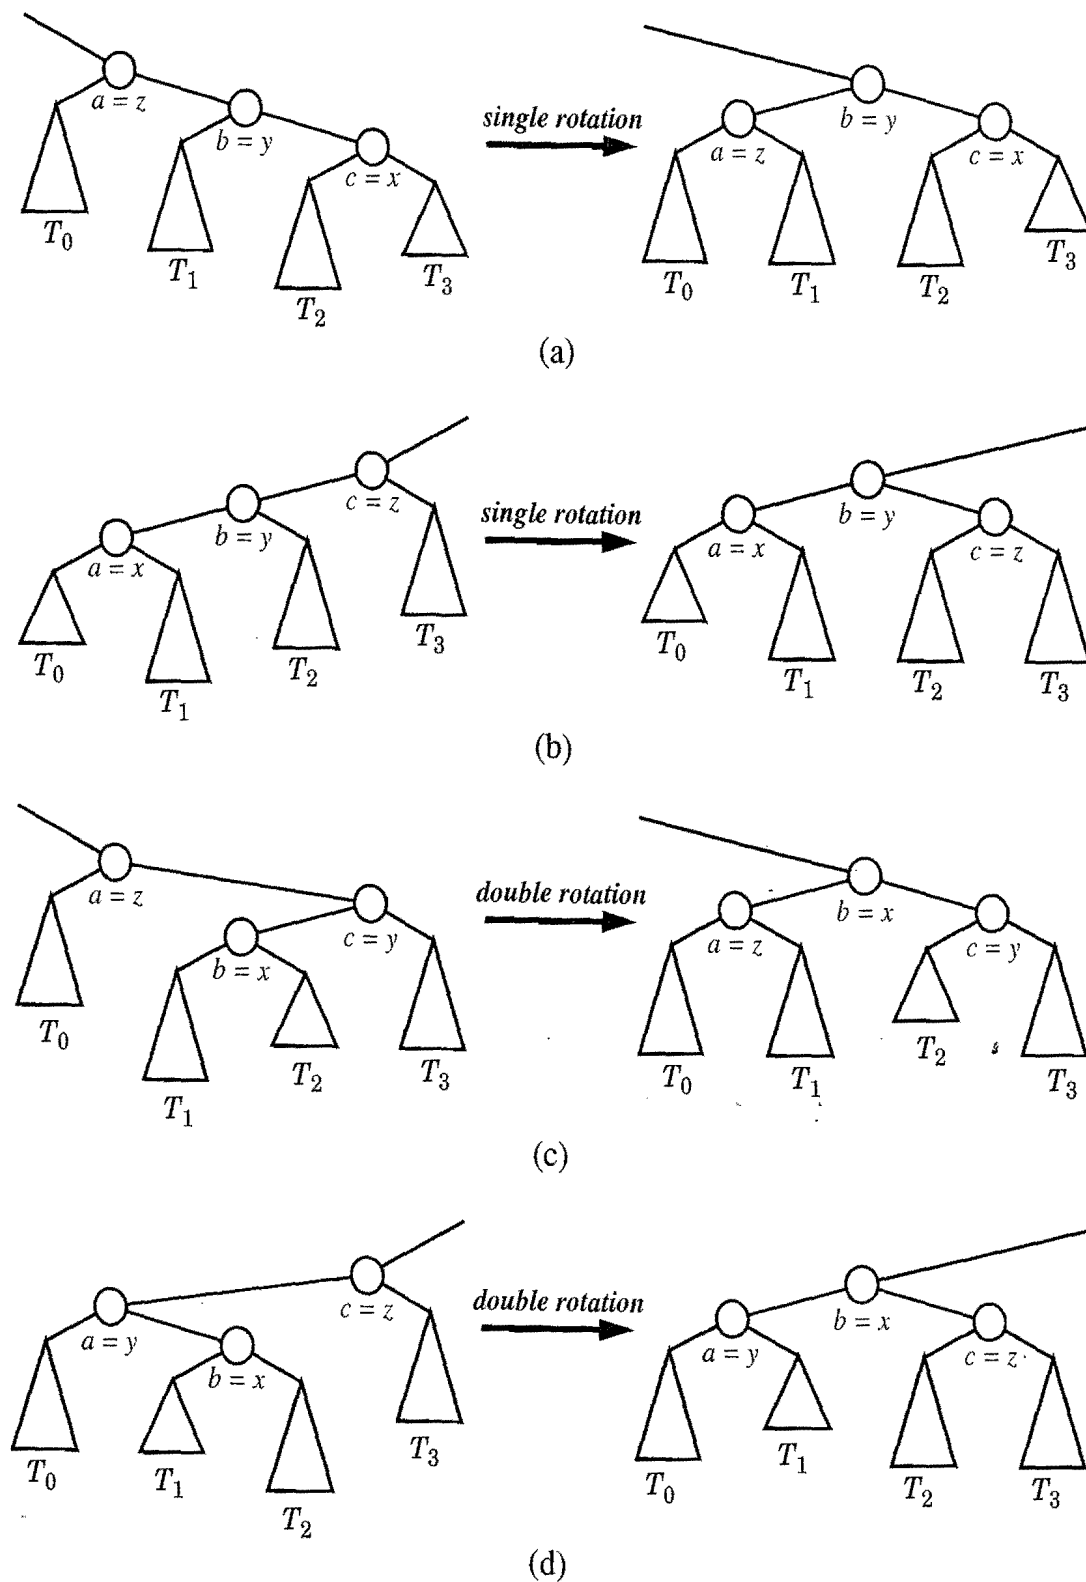 a = z
b = y
c = x
T0
T1
T2
T3
single rotation
b = y
a = z
c = x
T0
T1
T2
T3
(a)
c = z
b = y
a = x
T0
T1
T2
T3
single rotation
b = y
a = x
c = z
T0
T1
T2
T3
(b)
a = z
c = y
b = x
T0
T1
T2
T3
double rotation
b = x
a = z
c = y
T0
T1
T2
T3
(c)
c = z
a = y
b = x
T0
T1
T2
T3
double rotation
b = x
a = y
c = z
T0
T1
T2
T3
(d)